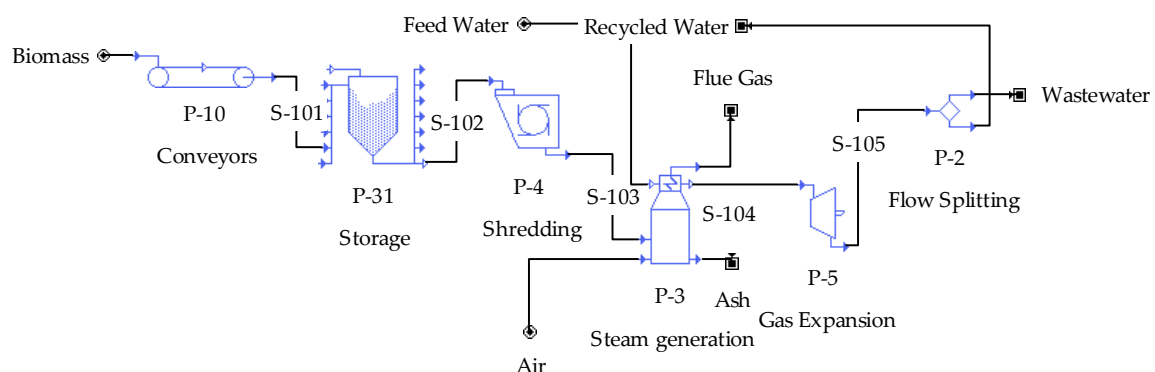 Feed Water
Recycled Water
Biomass
Flue Gas
Wastewater
P-10
S-101
S-102
S-105
Conveyors
P-4
P-2
P-31
S-103
Flow Splitting
S-104
Shredding
Storage
P-5
P-3
Ash
Gas Expansion
Steam generation
Air